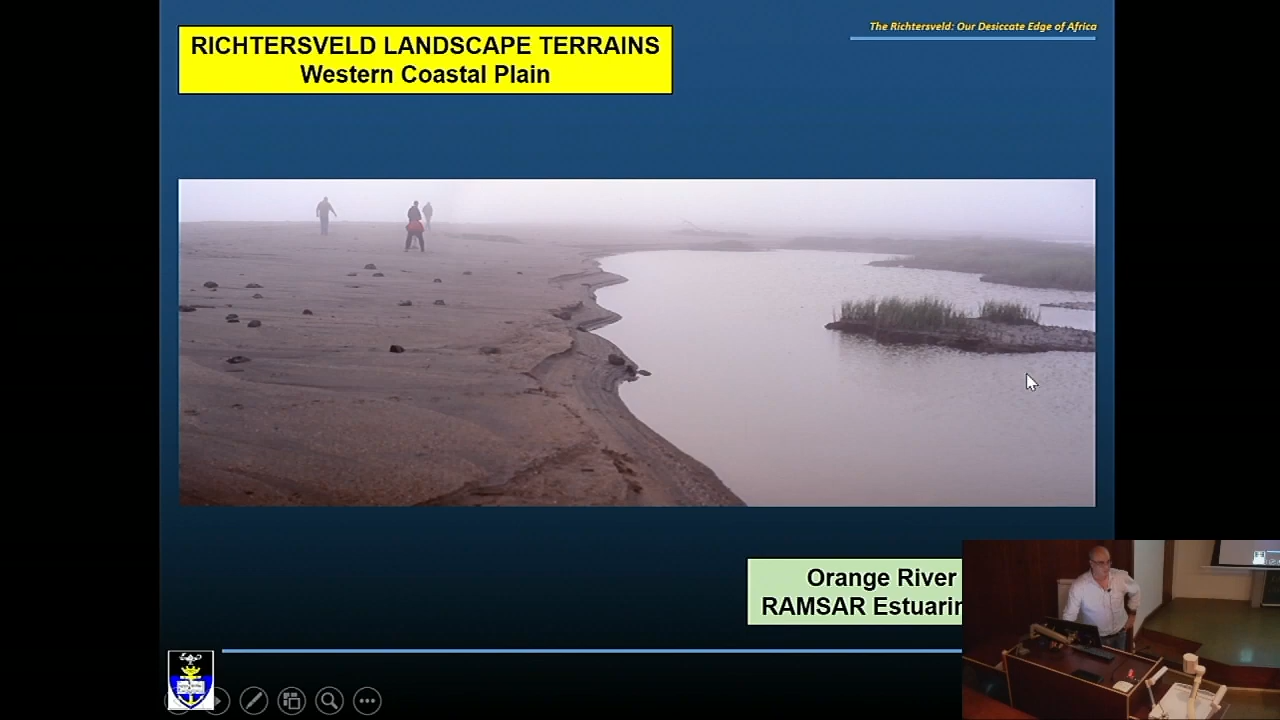 The Richtersveld: Our Desiccate Edge of Africa
RICHTERSVELD LANDSCAPE TERRAINS
Western Coastal Plain
Orange River
RAMSAR